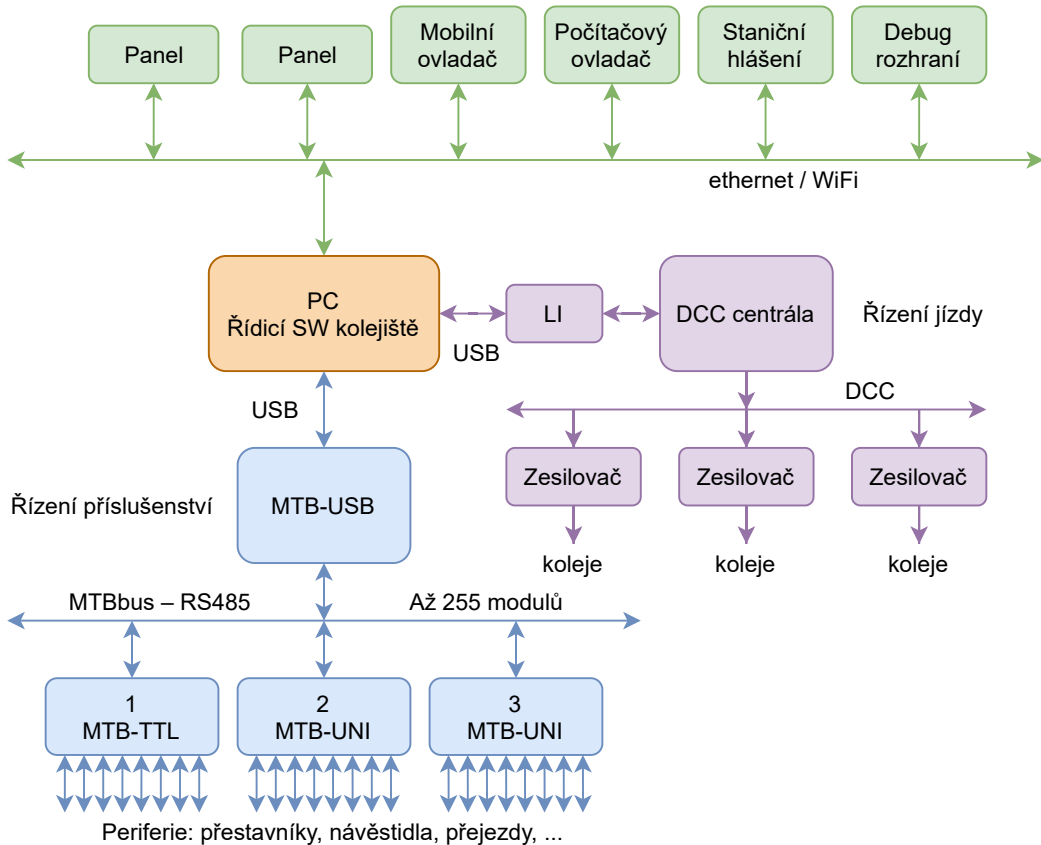 Panel
Panel
Mobilní
ovladač
Počítačový
ovladač
Staniční
hlášení
Debug
rozhraní
ethernet / WiFi
PC
Řídicí SW kolejiště
LI
DCC centrála
Řízení jízdy
USB
USB
DCC
Zesilovač
Zesilovač
Zesilovač
Řízení příslušenství
MTB-USB
koleje
koleje
koleje
MTBbus – RS485
Až 255 modulů
1
MTB-TTL
2
MTB-UNI
3
MTB-UNI
Periferie: přestavníky, návěstidla, přejezdy, ...